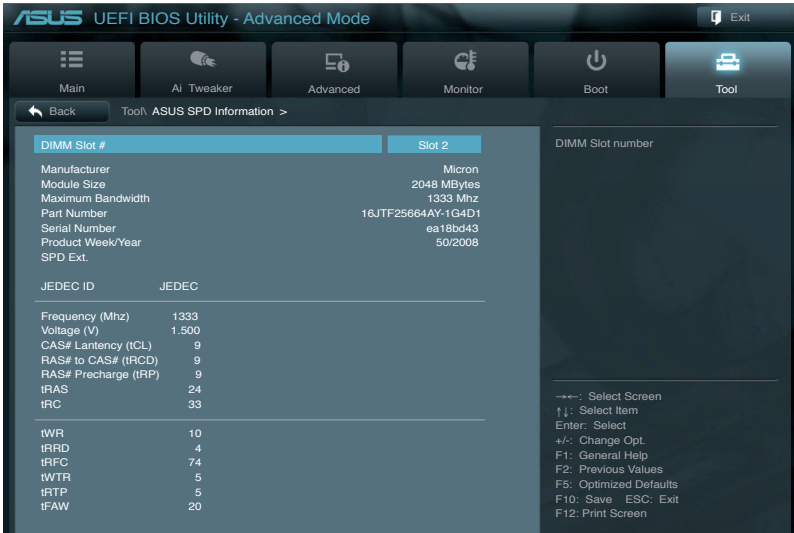 ASUS UEFI BIOS Utility - Advanced Mode
Exit
Main Ai Tweaker Advanced Monitor Boot Tool
Back Tool\ ASUS SPD Information >
DIMM Slot # Slot 2
Manufacturer Micron
Module Size 2048 MBytes
Maximum Bandwidth 1333 Mhz
Part Number 16JTF25664AY-1G4D1
Serial Number ea18bd43
Product Week/Year 50/2008
SPD Ext.
JEDEC ID JEDEC
Frequency (Mhz) 1333
Voltage (V) 1.500
CAS# Lantency (tCL) 9
RAS# to CAS# (tRCD) 9
RAS# Precharge (tRP) 9
tRAS 24
tRC 33
tWR 10
tRRD 4
tRFC 74
tWTR 5
tRTP 5
tFAW 20
DIMM Slot number
→←: Select Screen
↑↓: Select Item
Enter: Select
+/-: Change Opt.
F1: General Help
F2: Previous Values
F5: Optimized Defaults
F10: Save ESC: Exit
F12: Print Screen